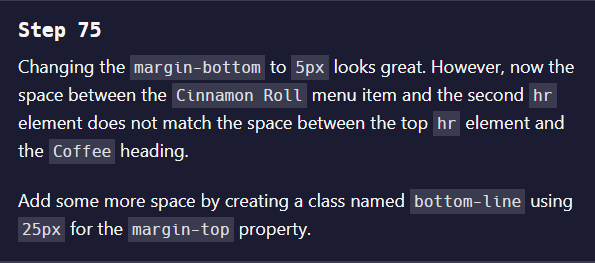 Step 75
Changing the margin-bottom to 5px looks great. However, now the
space between the Cinnamon Roll menu item and the second hr
element does not match the space between the top hr element and
the Coffee heading.
Add some more space by creating a class named bottom-line using
25px for the margin-top property.